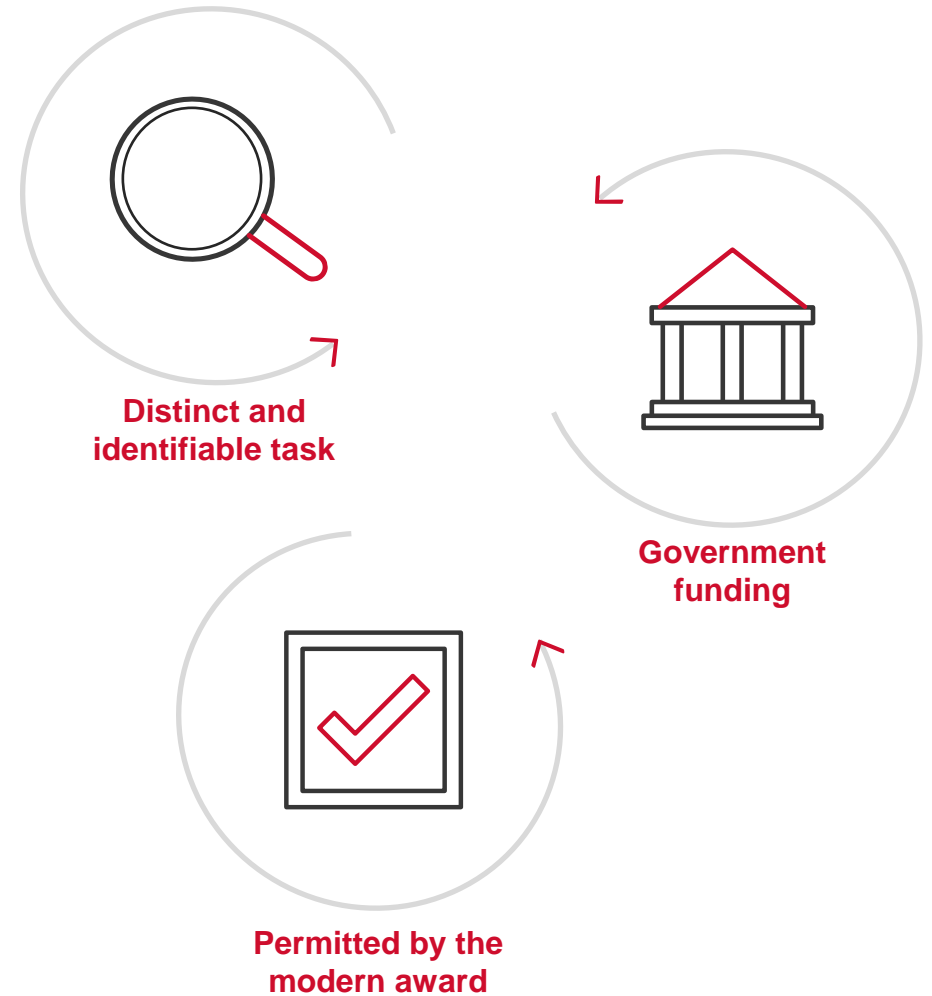 Distinct and
identifiable task
Government
funding
Permitted by the
modern award